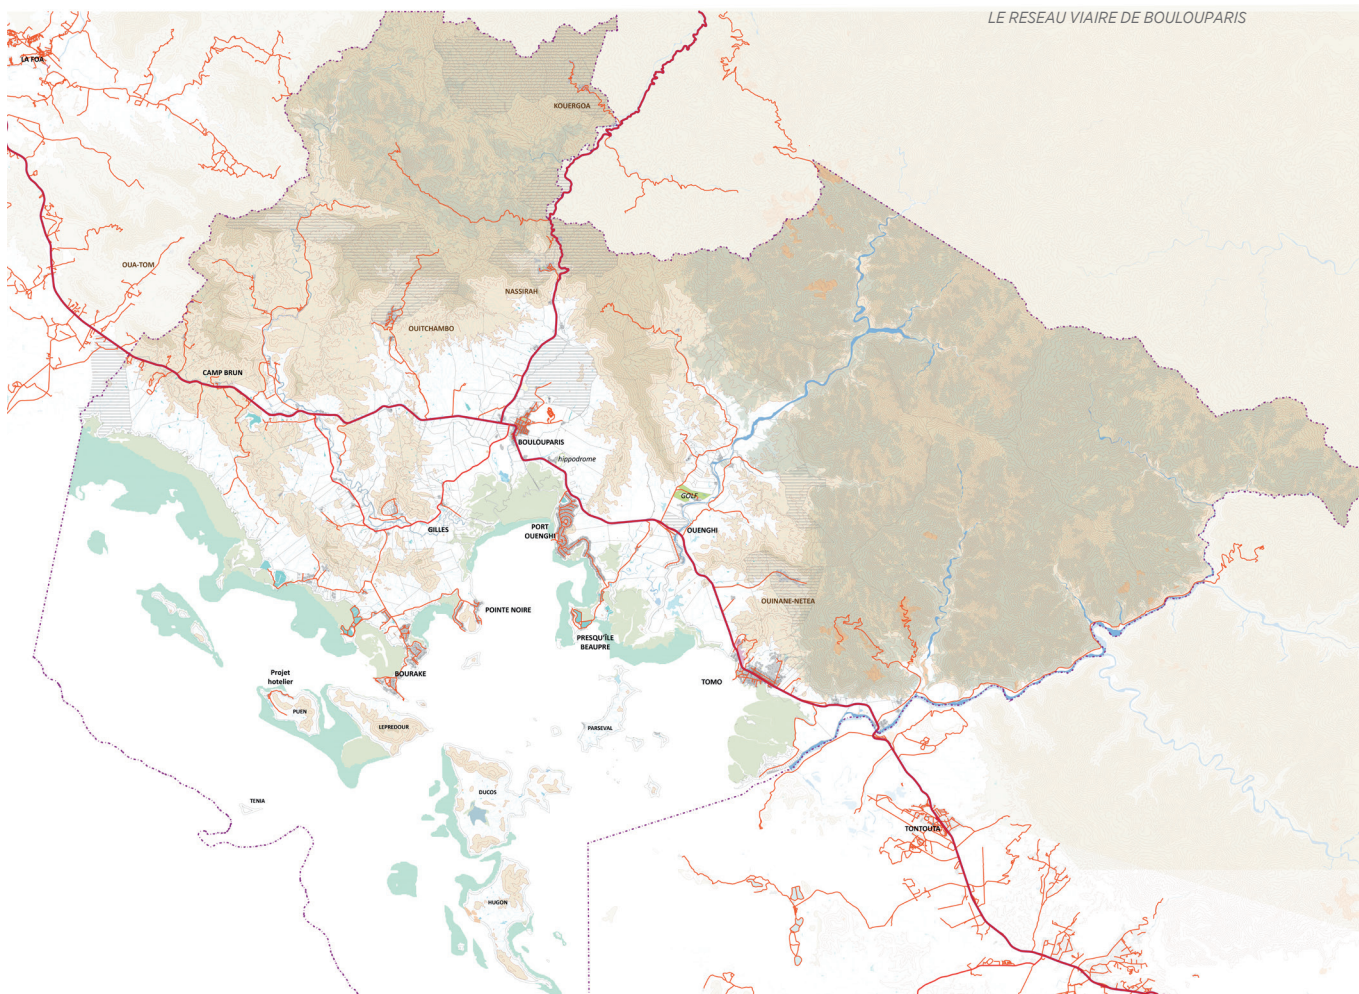 LE RESEAU VIAIRE DE BOULOUPARIS
LA FOA
KOUERGOA
OUA-TOM
NASSIRAH
OUITCHAMBO
CAMP BRUN
BOULOUPARIS
hippodrome
GOLF
GILLES
PORT
OUENGHI
OUENGHI
OUINANE-NETEA
POINTE NOIRE
PRESQU'ÎLE
BEAUPRE
BOURAKE
TOMO
Projet
hotelier
PUEN
LEPREDOUR
PARSEVAL
DUCOS
TENIA
TONTOUTA
HUGON